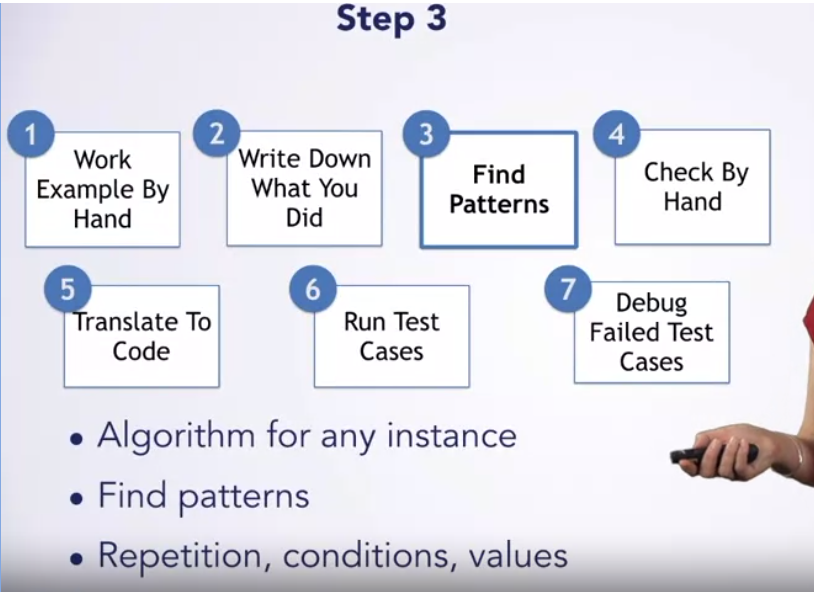 Step 3
1
Work
Example By
Hand
2
Write Down
What You
Did
3
Find
Patterns
4
Check By
Hand
5
Translate To
Code
6
Run Test
Cases
7
Debug
Failed Test
Cases
• Algorithm for any instance
• Find patterns
• Repetition, conditions, values